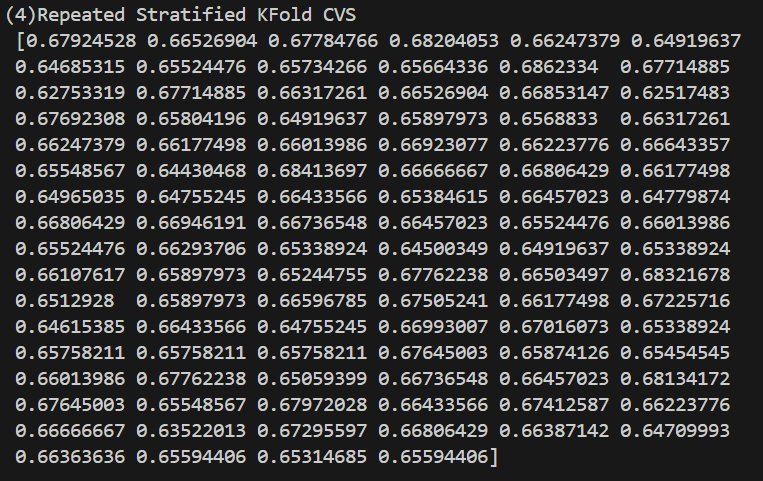 (4)Repeated Stratified KFold CVS
[0.67924528 0.66526904 0.67784766 0.68204053 0.66247379 0.64919637
0.64685315 0.65524476 0.65734266 0.65664336 0.6862334 0.67714885
0.62753319 0.67714885 0.66317261 0.66526904 0.66853147 0.62517483
0.67692308 0.65804196 0.64919637 0.65897973 0.6568833 0.66317261
0.66247379 0.66177498 0.66013986 0.66923077 0.66223776 0.66643357
0.65548567 0.64430468 0.68413697 0.66666667 0.66806429 0.66177498
0.64965035 0.64755245 0.66433566 0.65384615 0.66457023 0.64779874
0.66806429 0.66946191 0.66736548 0.66457023 0.65524476 0.66013986
0.65524476 0.66293706 0.65338924 0.64500349 0.64919637 0.65338924
0.66107617 0.65897973 0.65244755 0.67762238 0.66503497 0.68321678
0.6512928 0.65897973 0.66596785 0.67505241 0.66177498 0.67225716
0.64615385 0.66433566 0.64755245 0.66993007 0.67016073 0.65338924
0.65758211 0.65758211 0.65758211 0.67645003 0.65874126 0.65454545
0.66013986 0.67762238 0.65059399 0.66736548 0.66457023 0.68134172
0.67645003 0.65548567 0.67972028 0.66433566 0.67412587 0.66223776
0.66666667 0.63522013 0.67295597 0.66806429 0.66387142 0.64709993
0.66363636 0.65594406 0.65314685 0.65594406]